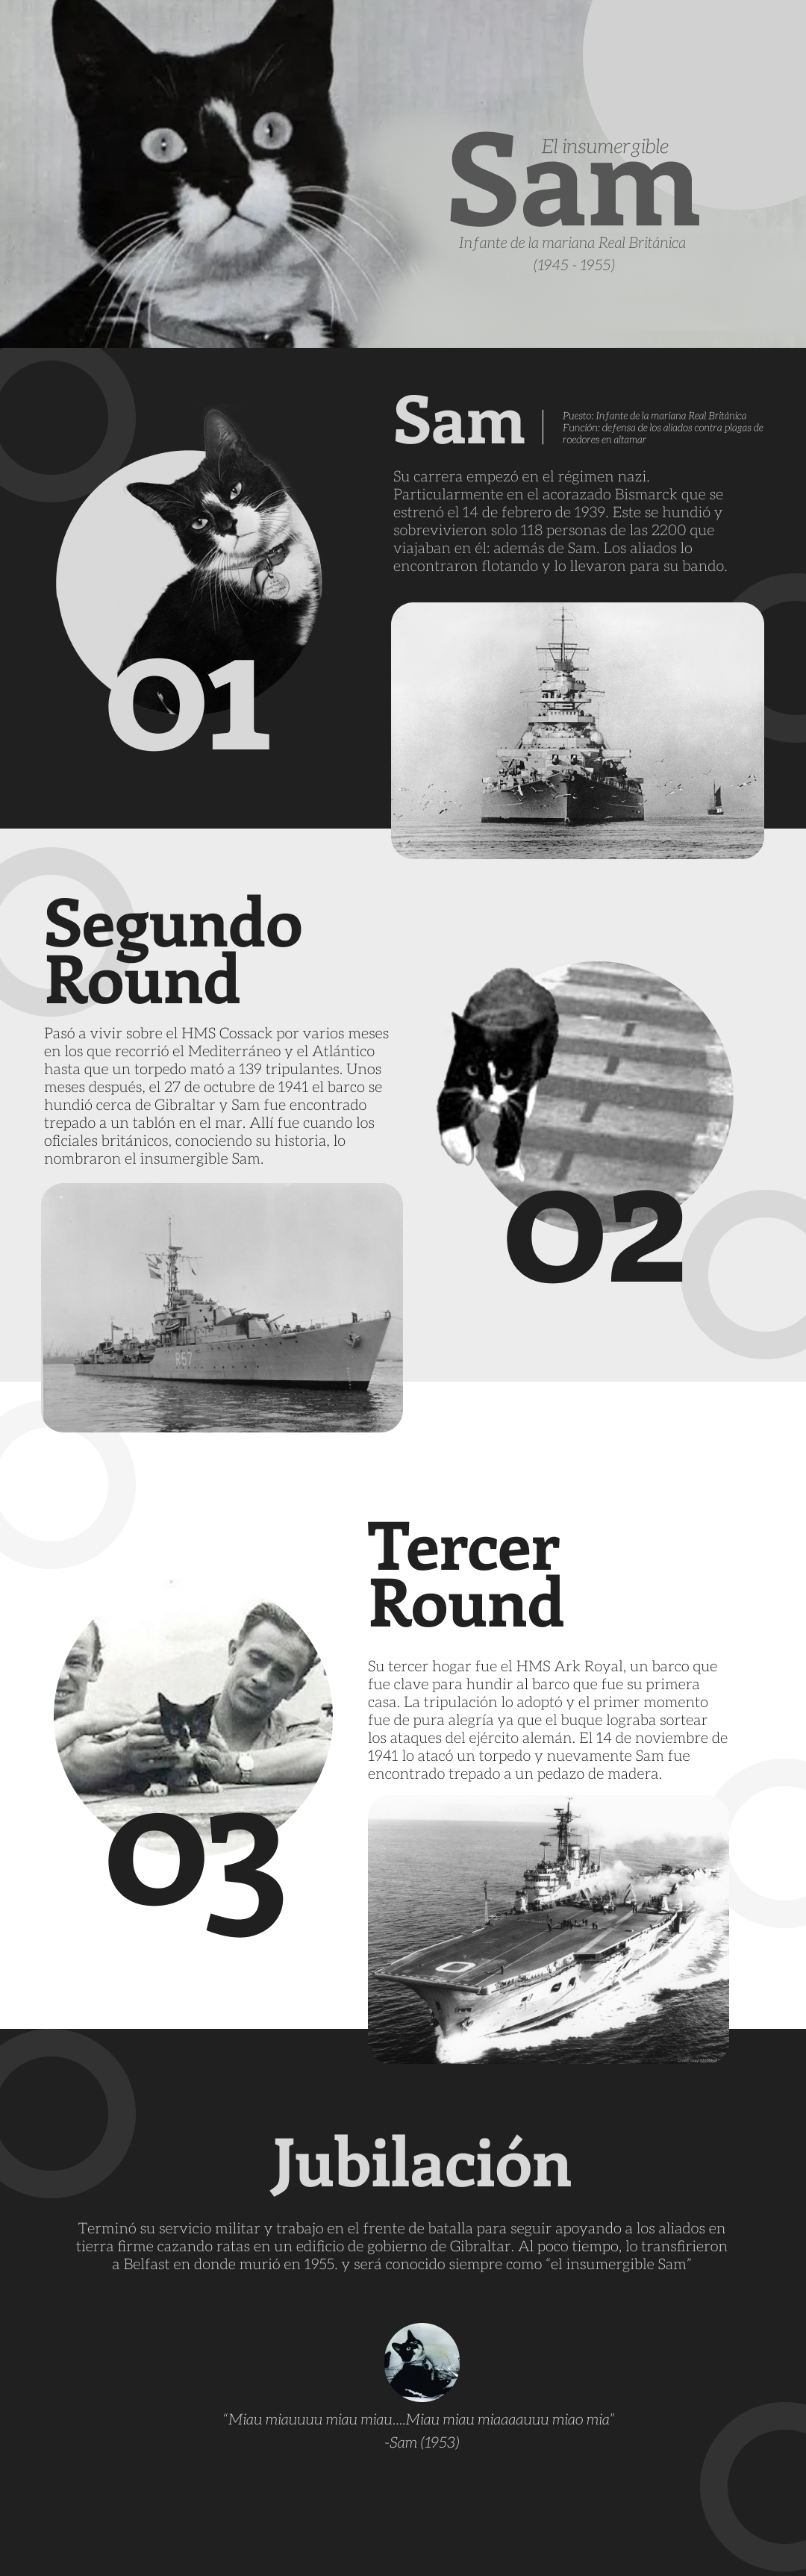 El insumergible
Sam
Infante de la mariana Real Británica
(1945 - 1955)
Sam
Puesto: Infante de la mariana Real Británica
Función: defensa de los aliados contra plagas de
roedores en altamar
Su carrera empezó en el régimen nazi.
Particularmente en el acorazado Bismarck que se
estrenó el 14 de febrero de 1939. Este se hundió y
sobrevivieron solo 118 personas de las 2200 que
viajaban en él: además de Sam. Los aliados lo
encontraron flotando y lo llevaron para su bando.
01
Segundo
Round
Pasó a vivir sobre el HMS Cossack por varios meses
en los que recorrió el Mediterráneo y el Atlántico
hasta que un torpedo mató a 139 tripulantes. Unos
meses después, el 27 de octubre de 1941 el barco se
hundió cerca de Gibraltar y Sam fue encontrado
trepado a un tablón en el mar. Allí fue cuando los
oficiales británicos, conociendo su historia, lo
nombraron el insumergible Sam.
02
R57
Tercer
Round
Su tercer hogar fue el HMS Ark Royal, un barco que
fue clave para hundir al barco que fue su primera
casa. La tripulación lo adoptó y el primer momento
fue de pura alegría ya que el buque lograba sortear
los ataques del ejército alemán. El 14 de noviembre de
1941 lo atacó un torpedo y nuevamente Sam fue
encontrado trepado a un pedazo de madera.
03
Jubilación
Terminó su servicio militar y trabajo en el frente de batalla para seguir apoyando a los aliados en
tierra firme cazando ratas en un edificio de gobierno de Gibraltar. Al poco tiempo, lo transfirieron
a Belfast en donde murió en 1955. y será conocido siempre como “el insumergible Sam”
“Miau miauuuu miau miau....Miau miau miaaaauuu miao mia”
-Sam (1953)